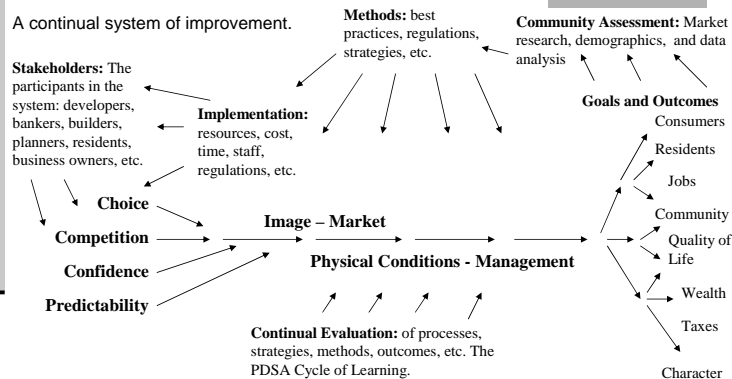 A continual system of improvement.
Methods: best
practices, regulations,
strategies, etc.
Community Assessment: Market
research, demographics, and data
analysis
Stakeholders: The
participants in the
system: developers,
bankers, builders,
planners, residents,
business owners, etc.
Implementation:
resources, cost,
time, staff,
regulations, etc.
Goals and Outcomes
Consumers
Residents
Jobs
Community
Quality of
Life
Wealth
Taxes
Character
Choice
Competition
Confidence
Predictability
Image – Market
Physical Conditions - Management
Continual Evaluation: of processes,
strategies, methods, outcomes, etc. The
PDSA Cycle of Learning.